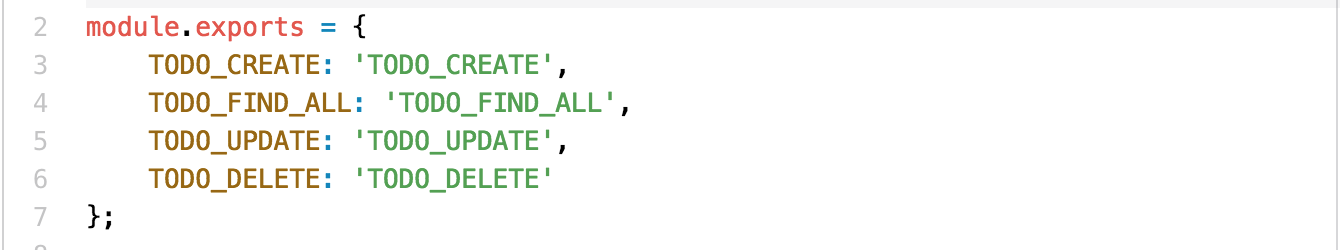 2 module.exports = {
3 TODO_CREATE: 'TODO_CREATE',
4 TODO_FIND_ALL: 'TODO_FIND_ALL',
5 TODO_UPDATE: 'TODO_UPDATE',
6 TODO_DELETE: 'TODO_DELETE'
7 };